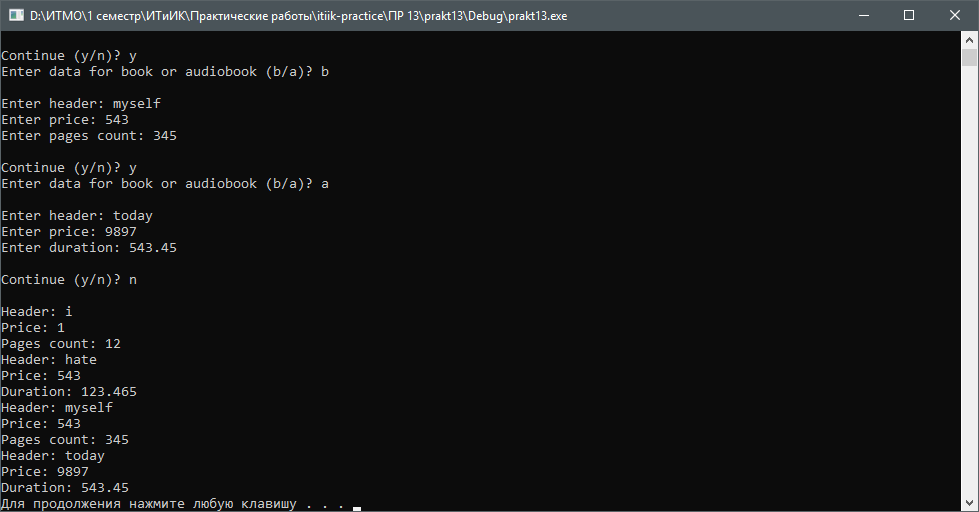 D:\ИТМО\1 семестр\ИТиИК\Практические работы\itiik-practice\ПР 13\prakt13\Debug\prakt13.exe
Continue (y/n)? y
Enter data for book or audiobook (b/a)? b
Enter header: myself
Enter price: 543
Enter pages count: 345
Continue (y/n)? y
Enter data for book or audiobook (b/a)? a
Enter header: today
Enter price: 9897
Enter duration: 543.45
Continue (y/n)? n
Header: i
Price: 1
Pages count: 12
Header: hate
Price: 543
Duration: 123.465
Header: myself
Price: 543
Pages count: 345
Header: today
Price: 9897
Duration: 543.45
Для продолжения нажмите любую клавишу . . .